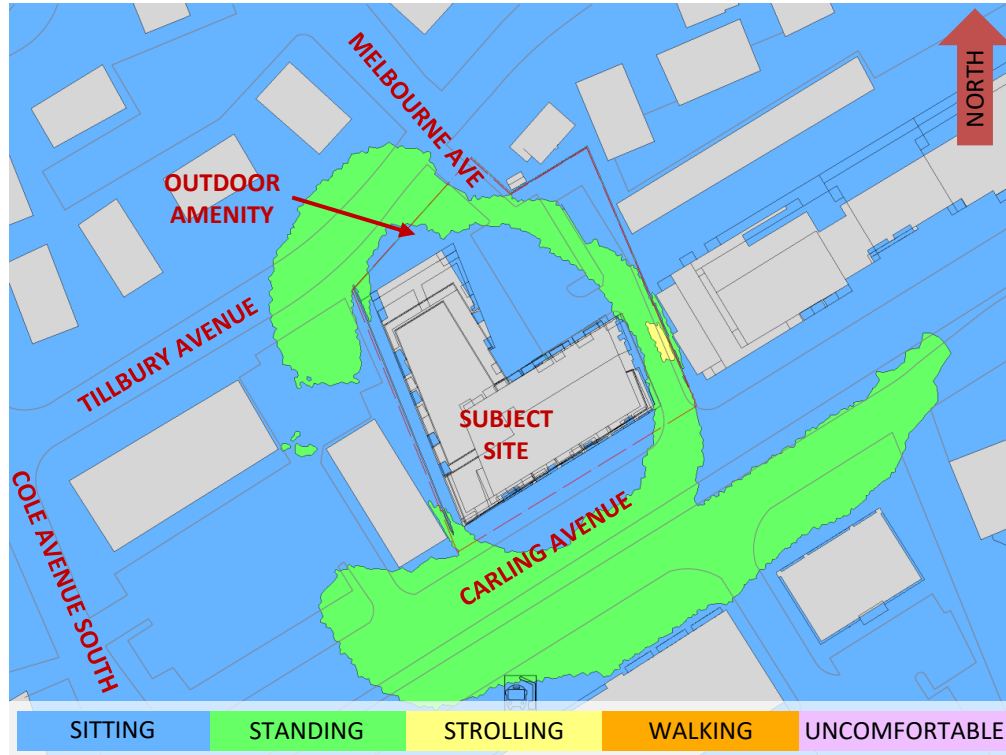 MELBOURNE AVE
NORTH
OUTDOOR
AMENITY
TILLBURY AVENUE
SUBJECT
SITE
CARLING AVENUE
COLE AVENUE SOUTH
SITTING
STANDING
STROLLING
WALKING
UNCOMFORTABLE